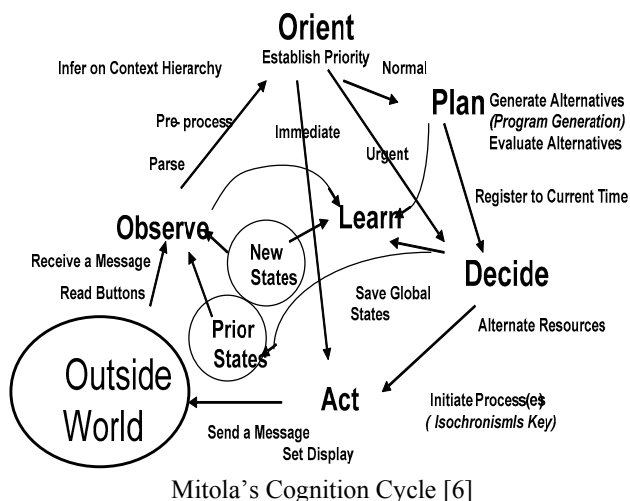 Orient
Establish Priority
Infer on Context Hierarchy
Normal
Plan
Generate Alternatives
(Program Generation)
Evaluate Alternatives
Pre-process
Immediate
Urgent
Parse
Register to Current Time
Observe
Learn
New
States
Receive a Message
Read Buttons
Decide
Save Global
States
Prior
States
Alternate Resources
Outside
World
Act
Initiate Process(es)
(Isochronism Is Key)
Send a Message
Set Display
Mitola's Cognition Cycle [6]